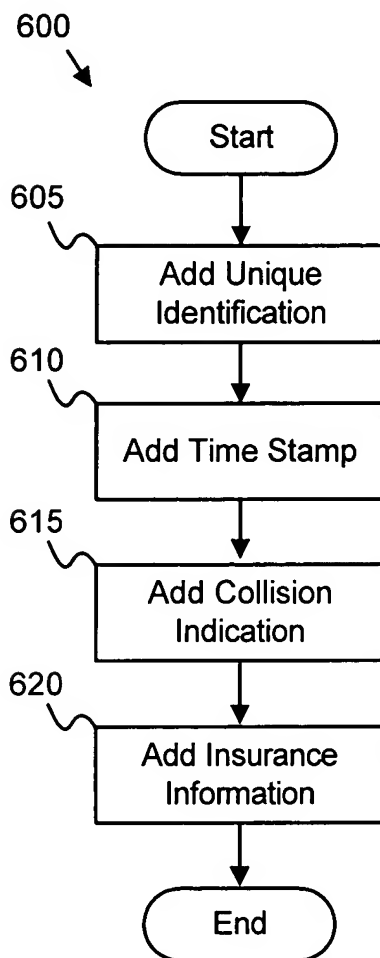 600
Start
605
Add Unique
Identification
610
Add Time Stamp
615
Add Collision
Indication
620
Add Insurance
Information
End